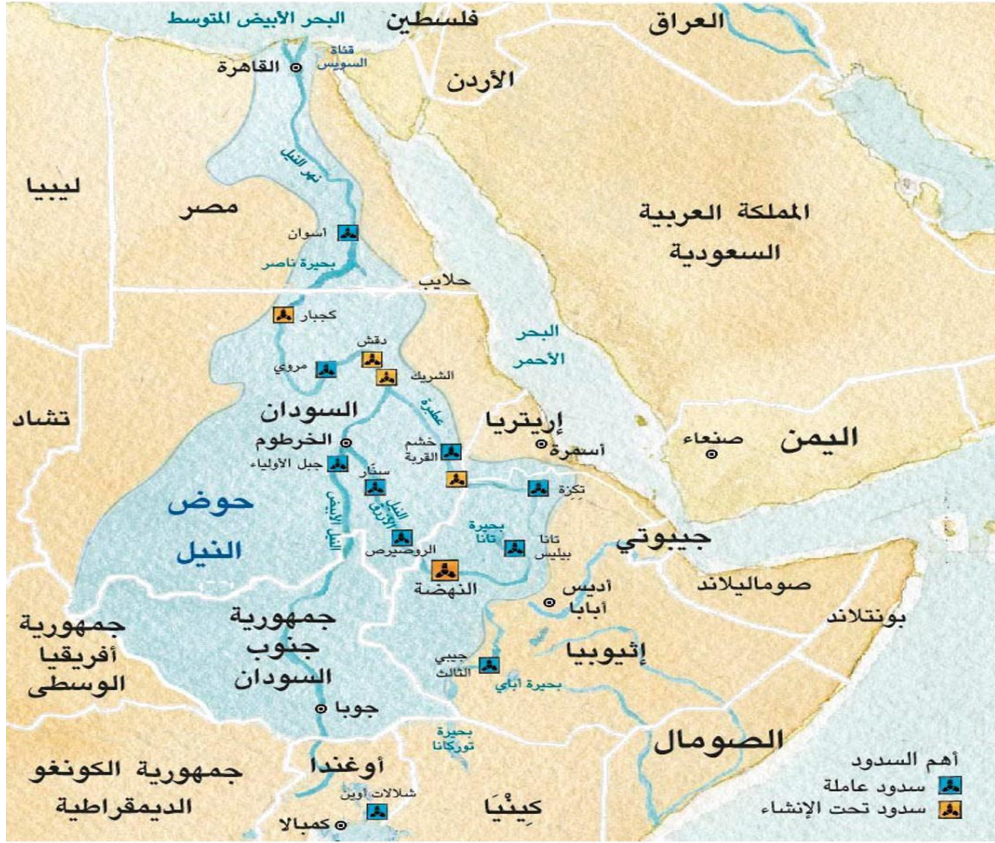 البحر الأبيض المتوسط
فلسطين
العراق
قناة
السويس
القاهرة
الأردن
نهر النيل
ليبيا
مصر
المملكة العربية
السعودية
أسوان
بحيرة ناصر
حلايب
كجبار
البحر
الأحمر
دقش
مروي
الشريك
تشاد
السودان
عطبرة
إريتريا
أسمرة
صنعاء
اليمن
الخرطوم
خشم
القربة
جبل الأولياء
سنّار
تكزة
حوض
النيل
النيل الأبيض
النيل
الأزرق
الروصيرص
بحيرة
تانا
تانا
بيليس
جيبوتي
النهضة
أديس
أبابا
صوماليلاند
بونتلاند
جمهورية
أفريقيا
الوسطى
جمهورية
جنوب
السودان
إثيوبيا
جيبي
الثالث
بحيرة أباي
جوبا
بحيرة
توركانا
الصومال
جمهورية الكونغو
الديمقراطية
أوغندا
شلالات اوين
كمبالا
كِينْيَا
أهم السدود
سدود عاملة
سدود تحت الإنشاء